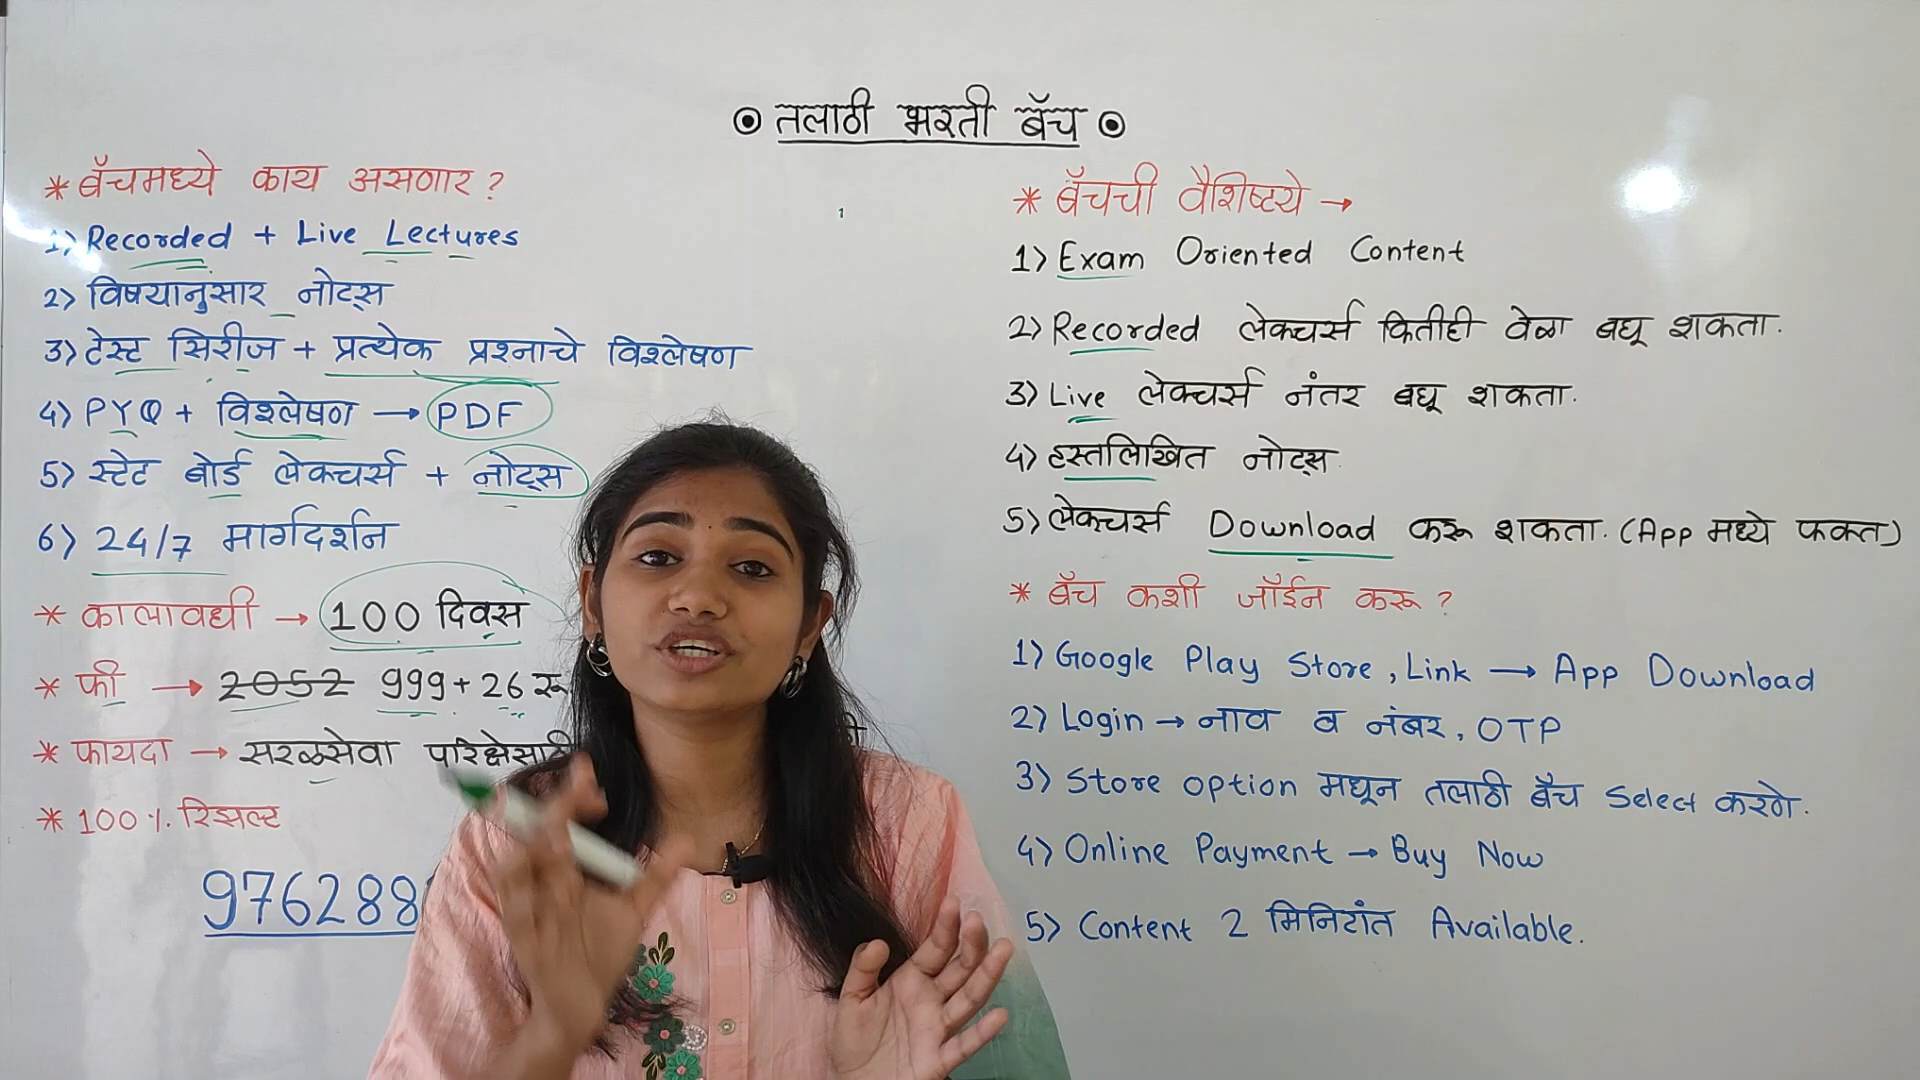 तलाठी भरती बॅच
* बॅचमध्ये काय असणार ?
1) Recorded + Live Lectures
2) विषयानुसार नोट्स
3) टेस्ट सिरीज + प्रत्येक प्रश्नाचे विश्लेषण
4) PYQ + विश्लेषण → PDF
5) स्टेट बोर्ड लेक्चर्स + नोट्स
6) 24/7 मार्गदर्शन
* कालावधी → 100 दिवस
* फी → 2052 999 + 26 रू
* फायदा → सरळसेवा
* 100 % रिझल्ट
976288
* बॅचची वैशिष्ट्ये →
1) Exam Oriented Content
2) Recorded लेक्चर्स कितीही वेळा बघू शकता.
3) Live लेक्चर्स नंतर बघू शकता.
4) हस्तलिखित नोट्स.
5) लेक्चर्स Download करू शकता. (App मध्ये फक्त)
* बॅच कशी जॉईन करू ?
1) Google Play Store, Link → App Download
2) Login → नाव व नंबर, OTP
3) Store option मधून तलाठी बॅच Select करणे.
4) Online Payment → Buy Now
5) Content 2 मिनिटांत Available.